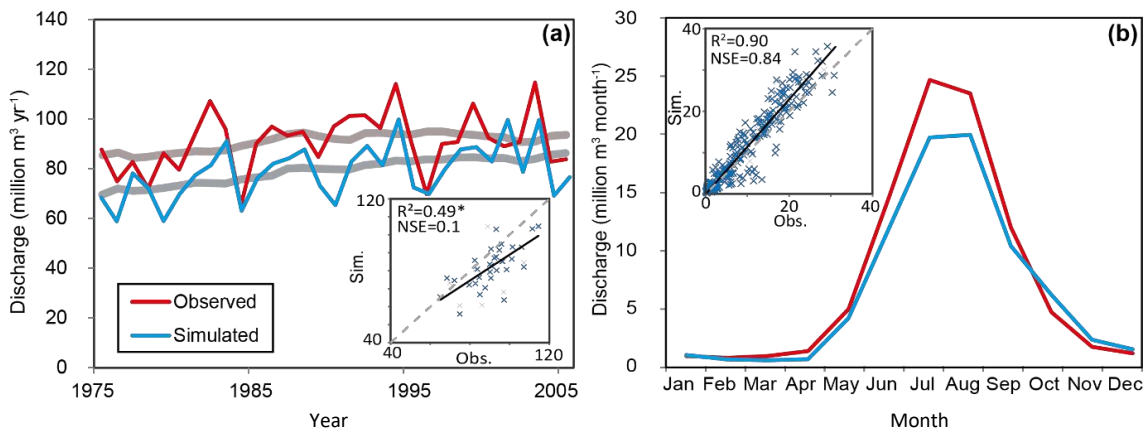 (a)
Discharge (million m³ yr⁻¹)
140
120
100
80
60
40
20
0
1975
1985
1995
2005
Year
Observed
Simulated
R²=0.49*
NSE=0.1
120
Sim.
40
40
Obs.
120
(b)
Discharge (million m³ month⁻¹)
30
25
20
15
10
5
0
Jan Feb Mar Apr May Jun Jul Aug Sep Oct Nov Dec
Month
R²=0.90
NSE=0.84
40
20
0
Sim.
0
20
40
Obs.